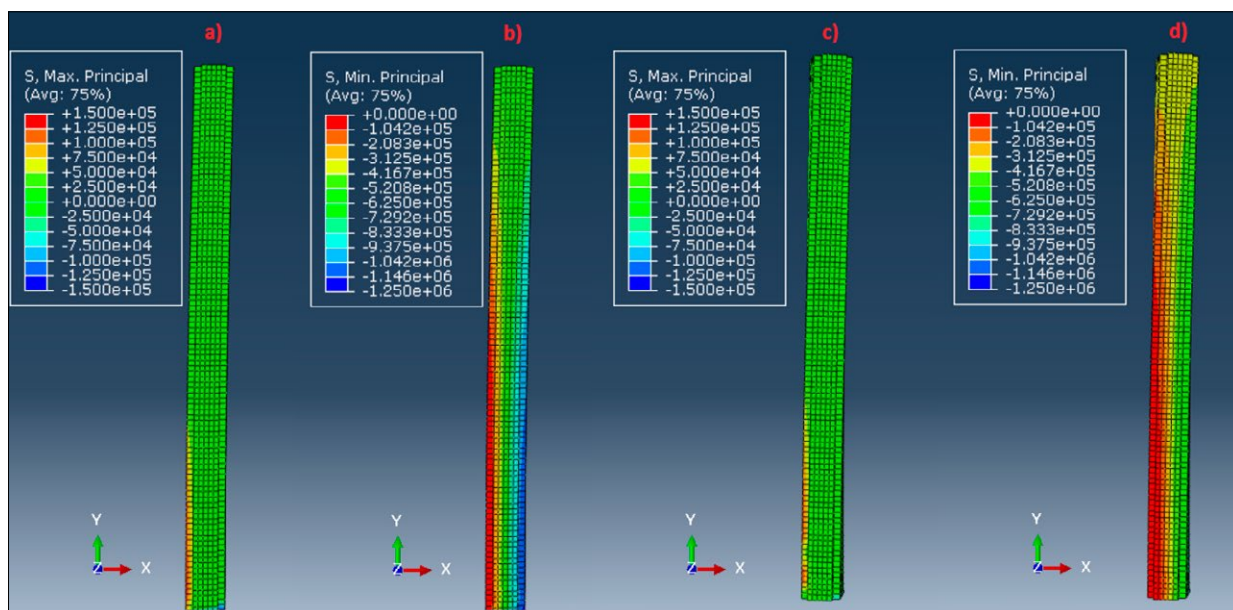 a)
S, Max. Principal
(Avg: 75%)
+1.500e+05
+1.250e+05
+1.000e+05
+7.500e+04
+5.000e+04
+2.500e+04
+0.000e+00
-2.500e+04
-5.000e+04
-7.500e+04
-1.000e+05
-1.250e+05
-1.500e+05
Y
Z
X
b)
S, Min. Principal
(Avg: 75%)
+0.000e+00
-1.042e+05
-2.083e+05
-3.125e+05
-4.167e+05
-5.208e+05
-6.250e+05
-7.292e+05
-8.333e+05
-9.375e+05
-1.042e+06
-1.146e+06
-1.250e+06
Y
Z
X
c)
S, Max. Principal
(Avg: 75%)
+1.500e+05
+1.250e+05
+1.000e+05
+7.500e+04
+5.000e+04
+2.500e+04
+0.000e+00
-2.500e+04
-5.000e+04
-7.500e+04
-1.000e+05
-1.250e+05
-1.500e+05
Y
Z
X
d)
S, Min. Principal
(Avg: 75%)
+0.000e+00
-1.042e+05
-2.083e+05
-3.125e+05
-4.167e+05
-5.208e+05
-6.250e+05
-7.292e+05
-8.333e+05
-9.375e+05
-1.042e+06
-1.146e+06
-1.250e+06
Y
Z
X